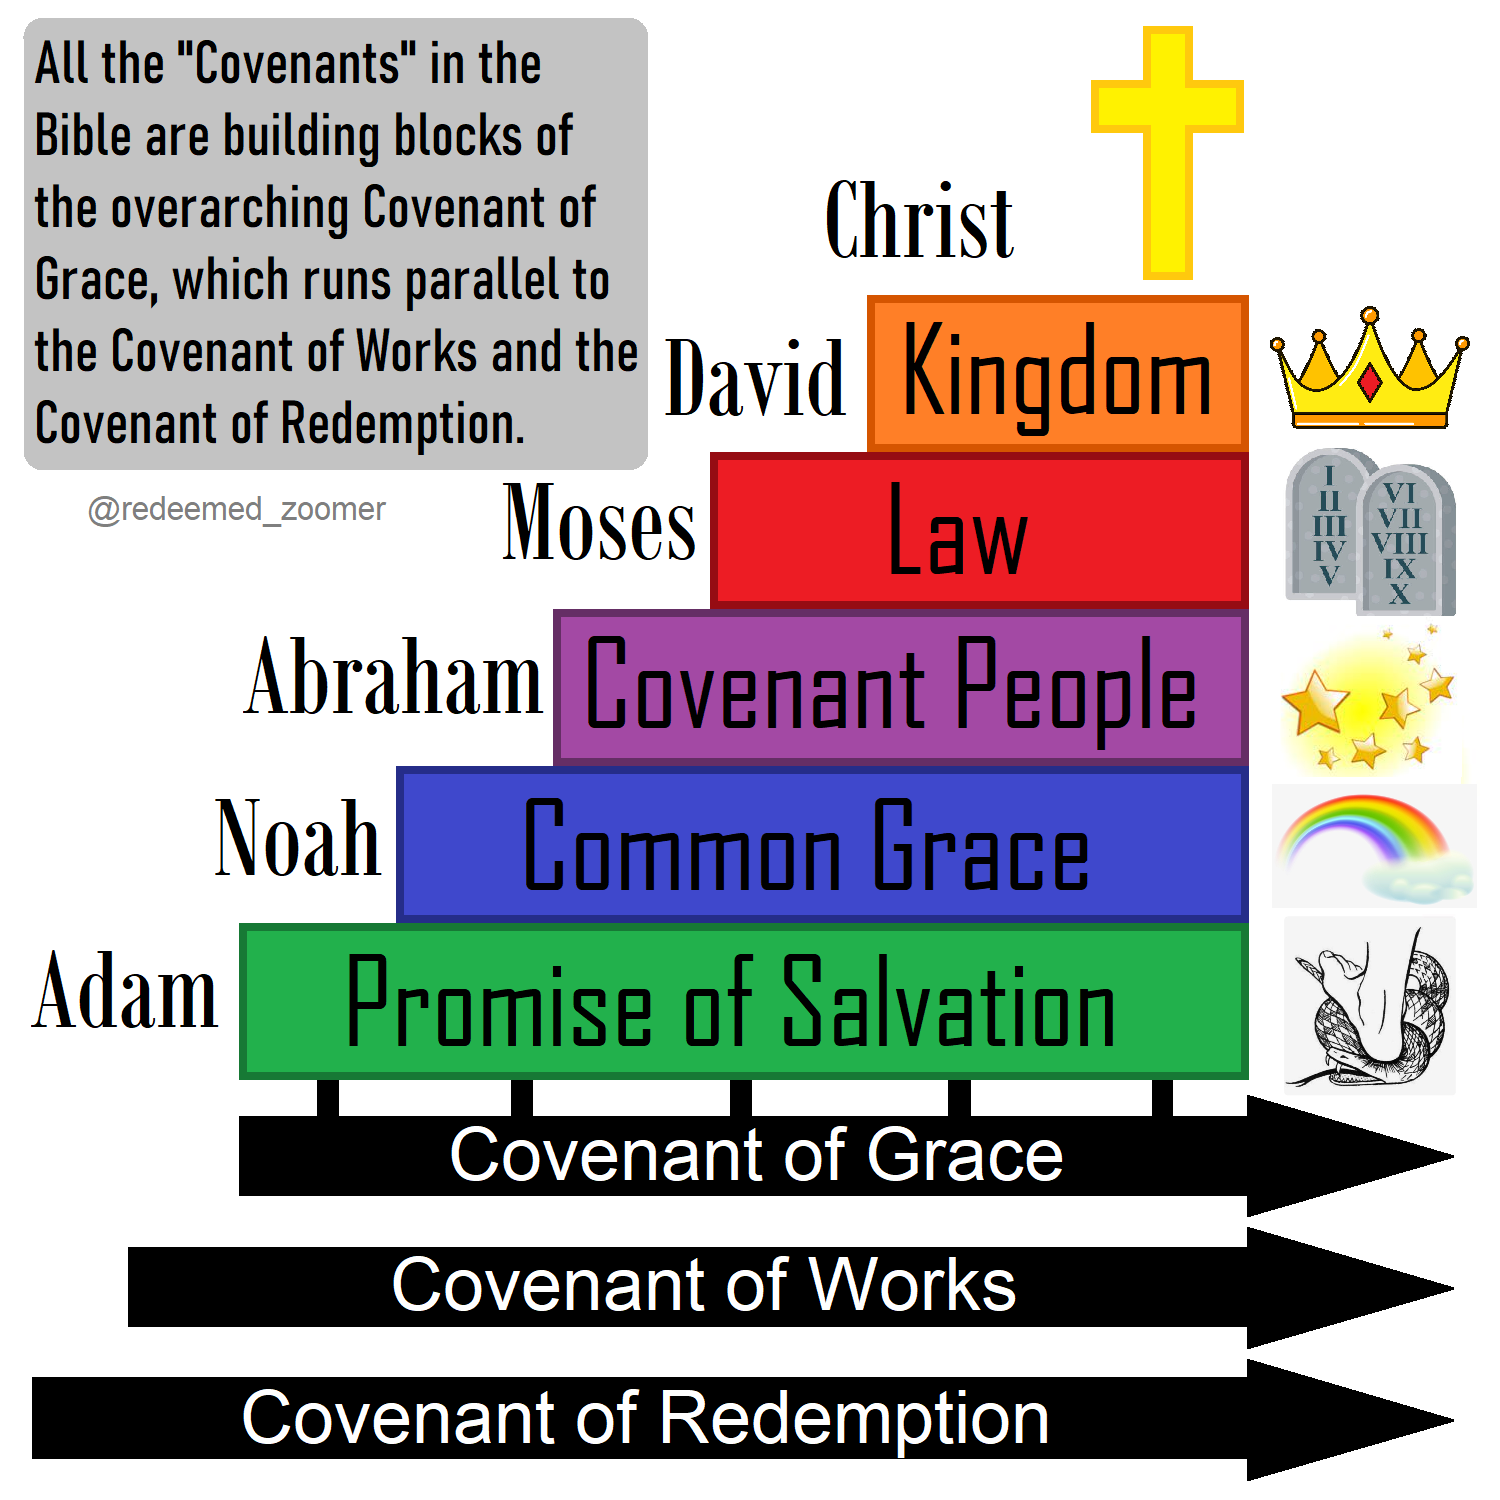 All the "Covenants" in the
Bible are building blocks of
the overarching Covenant of
Grace, which runs parallel to
the Covenant of Works and the
Covenant of Redemption.
@redeemed_zoomer
Christ
David
Kingdom
Moses
Law
I
II
III
IV
V
VI
VII
VIII
IX
X
Abraham
Covenant People
Noah
Common Grace
Adam
Promise of Salvation
Covenant of Grace
Covenant of Works
Covenant of Redemption